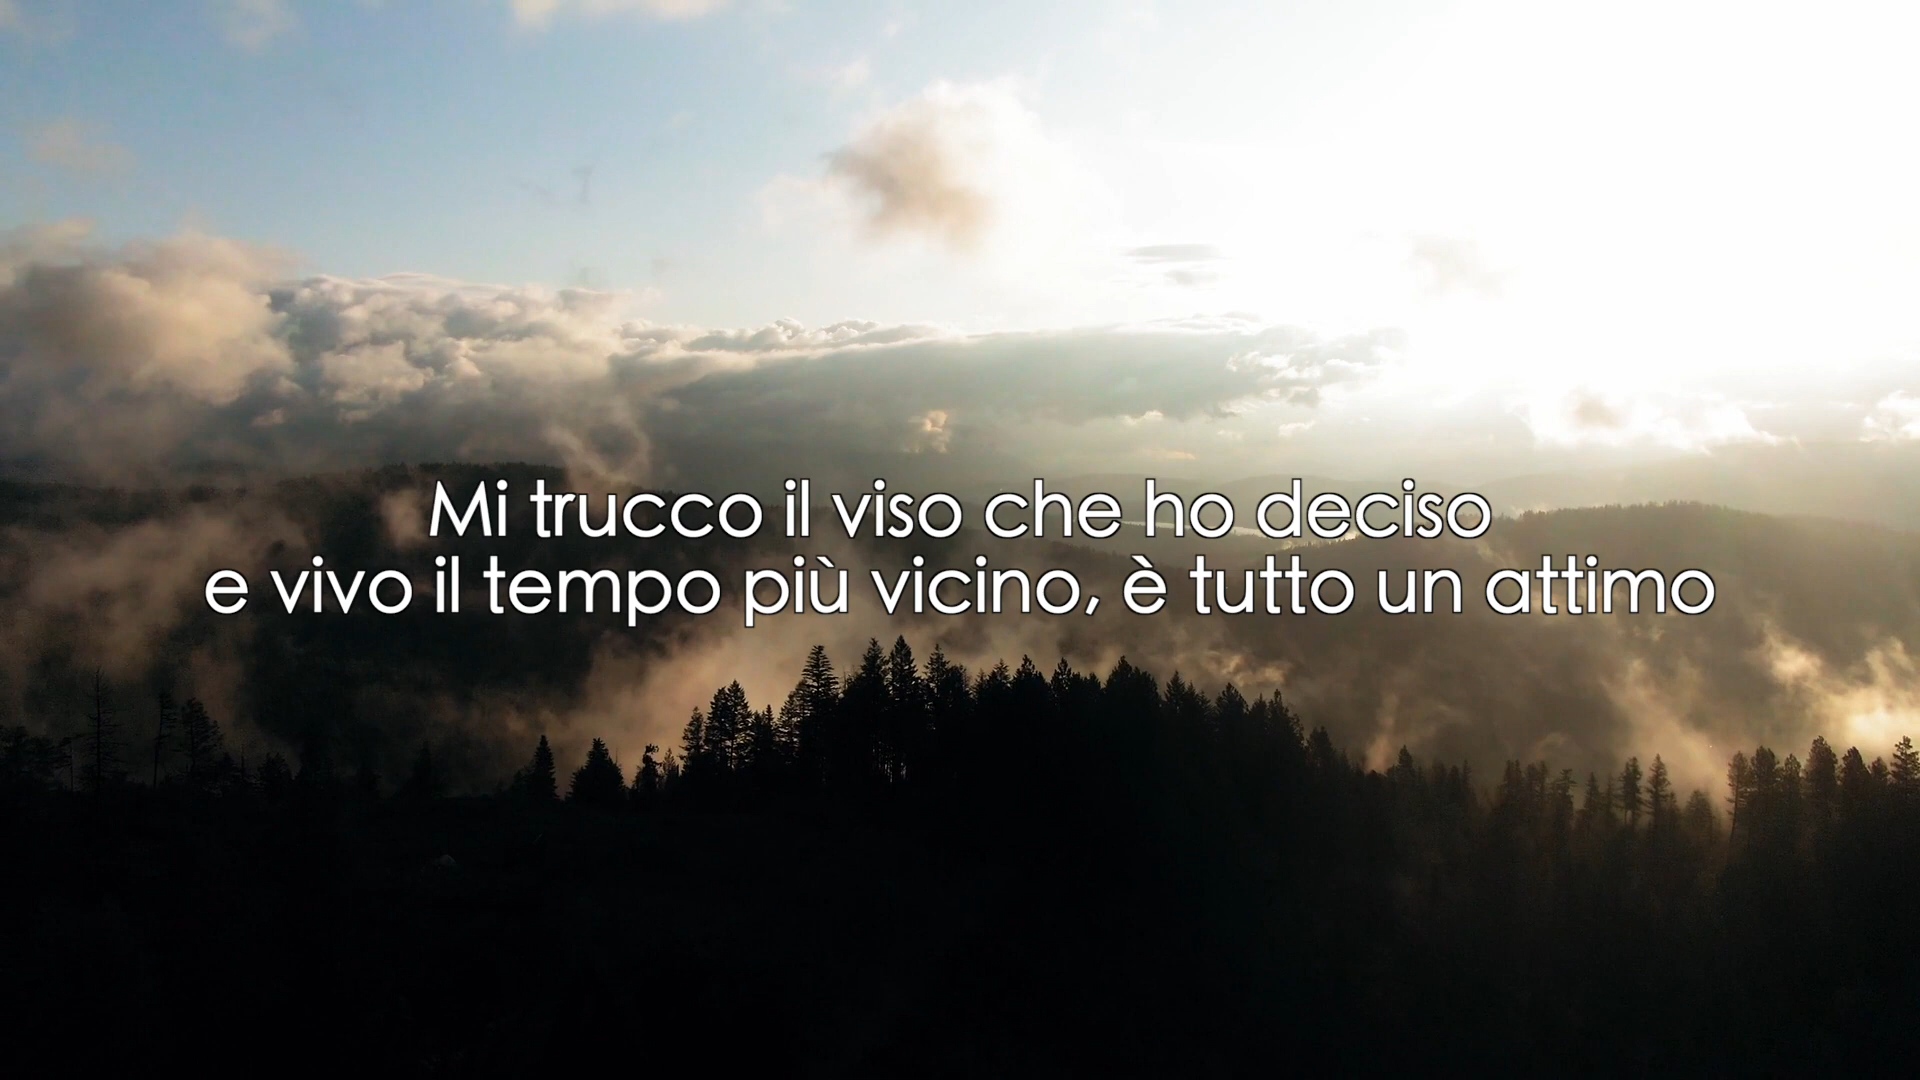 Mi trucco il viso che ho deciso
e vivo il tempo più vicino, è tutto un attimo